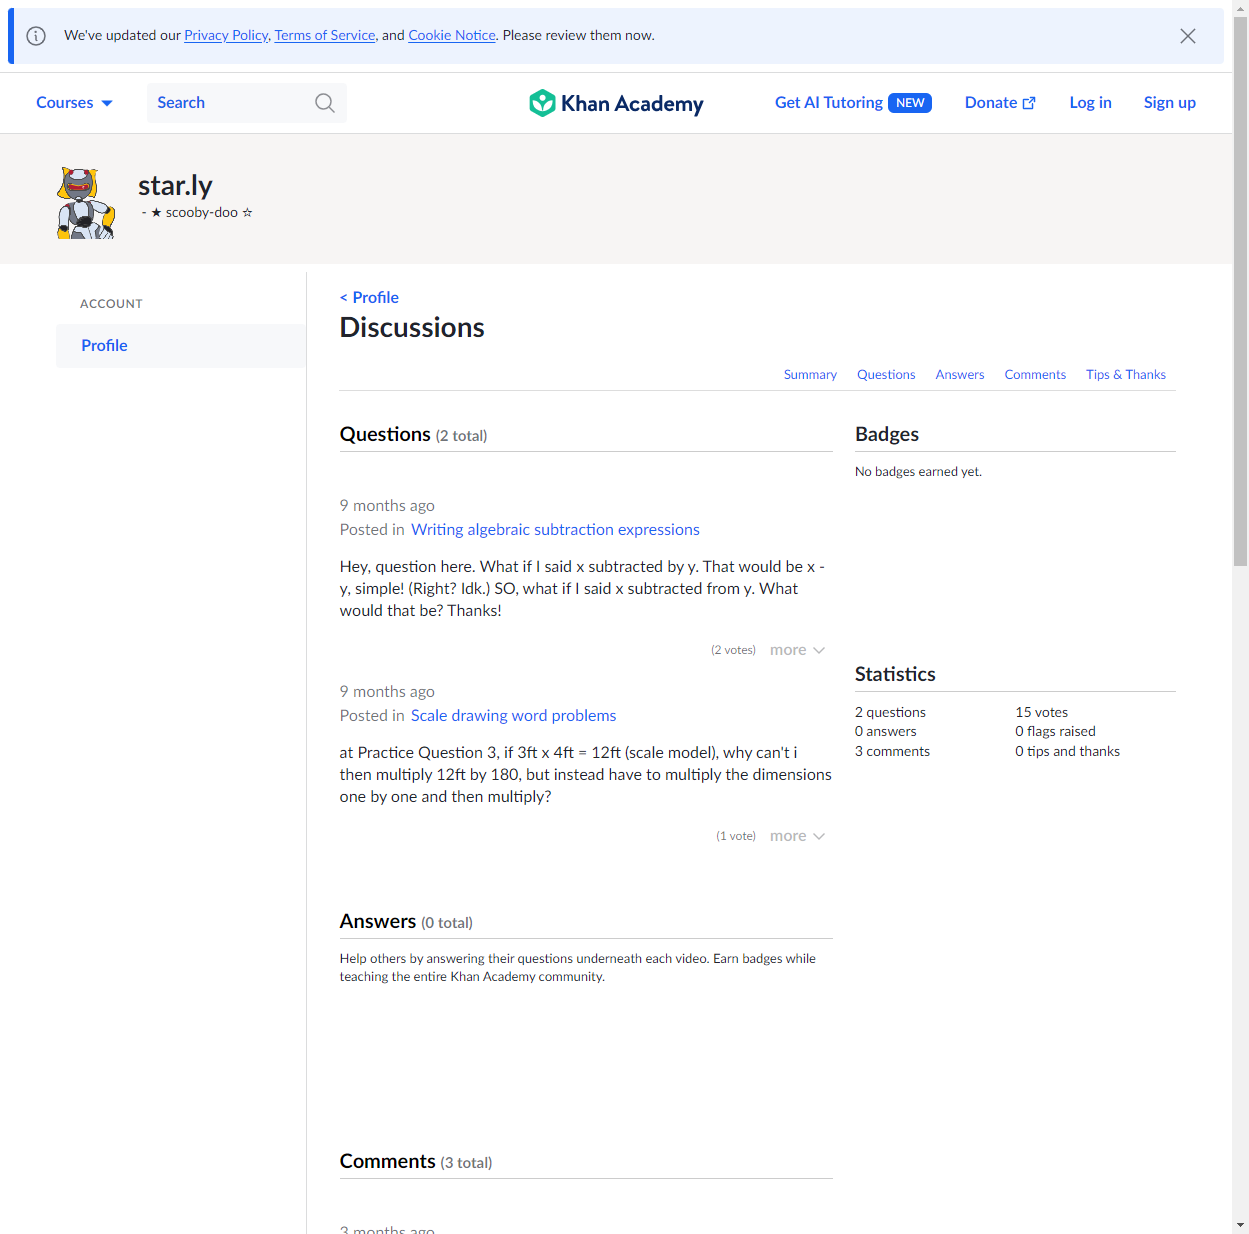 We've updated our Privacy Policy, Terms of Service, and Cookie Notice. Please review them now.
Courses
Search
Khan Academy
Get AI Tutoring NEW
Donate
Log in
Sign up
star.ly
- ★ scooby-doo ☆
ACCOUNT
Profile
< Profile
Discussions
Summary
Questions
Answers
Comments
Tips & Thanks
Questions (2 total)
9 months ago
Posted in Writing algebraic subtraction expressions
Hey, question here. What if I said x subtracted by y. That would be x -
y, simple! (Right? Idk.) SO, what if I said x subtracted from y. What
would that be? Thanks!
(2 votes)
more
9 months ago
Posted in Scale drawing word problems
at Practice Question 3, if 3ft x 4ft = 12ft (scale model), why can't i
then multiply 12ft by 180, but instead have to multiply the dimensions
one by one and then multiply?
(1 vote)
more
Answers (0 total)
Help others by answering their questions underneath each video. Earn badges while
teaching the entire Khan Academy community.
Comments (3 total)
3 months ago
Badges
No badges earned yet.
Statistics
2 questions
15 votes
0 answers
0 flags raised
3 comments
0 tips and thanks